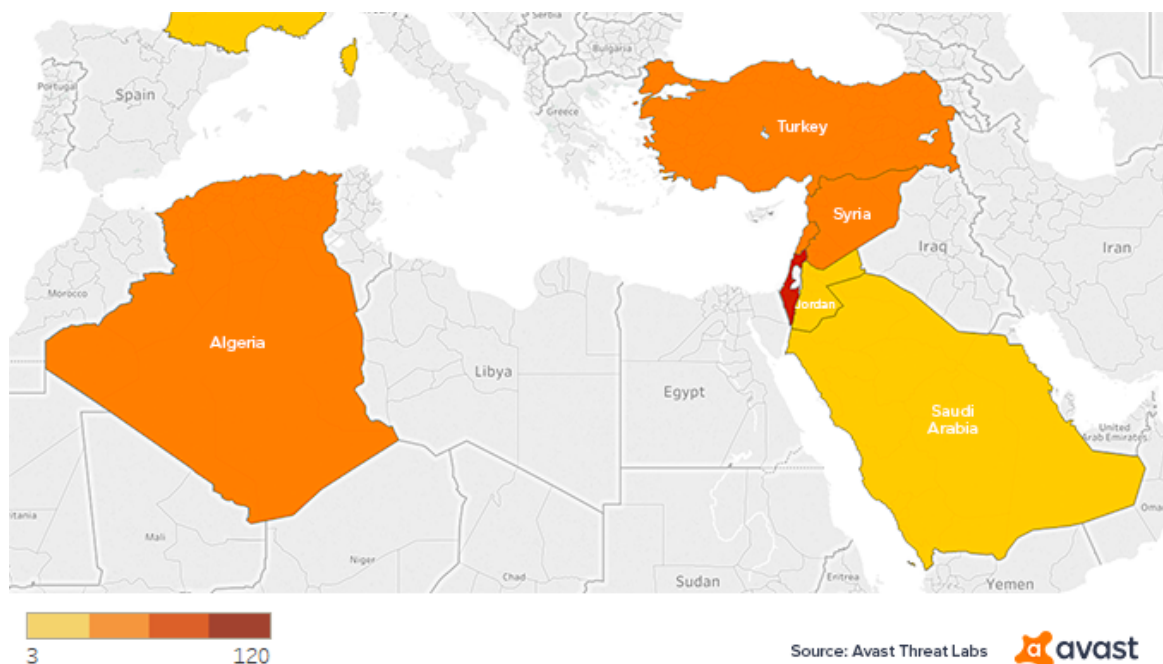 Serbia
Bulgaria
Portugal
Spain
Greece
Turkey
Syria
Iraq
Iran
Morocco
Jordan
Algeria
Libya
Egypt
Saudi
Arabia
United
Arab Emirates
Oman
itania
Mali
Niger
Chad
Sudan
Eritrea
Yemen
3
120
Source: Avast Threat Labs
avast